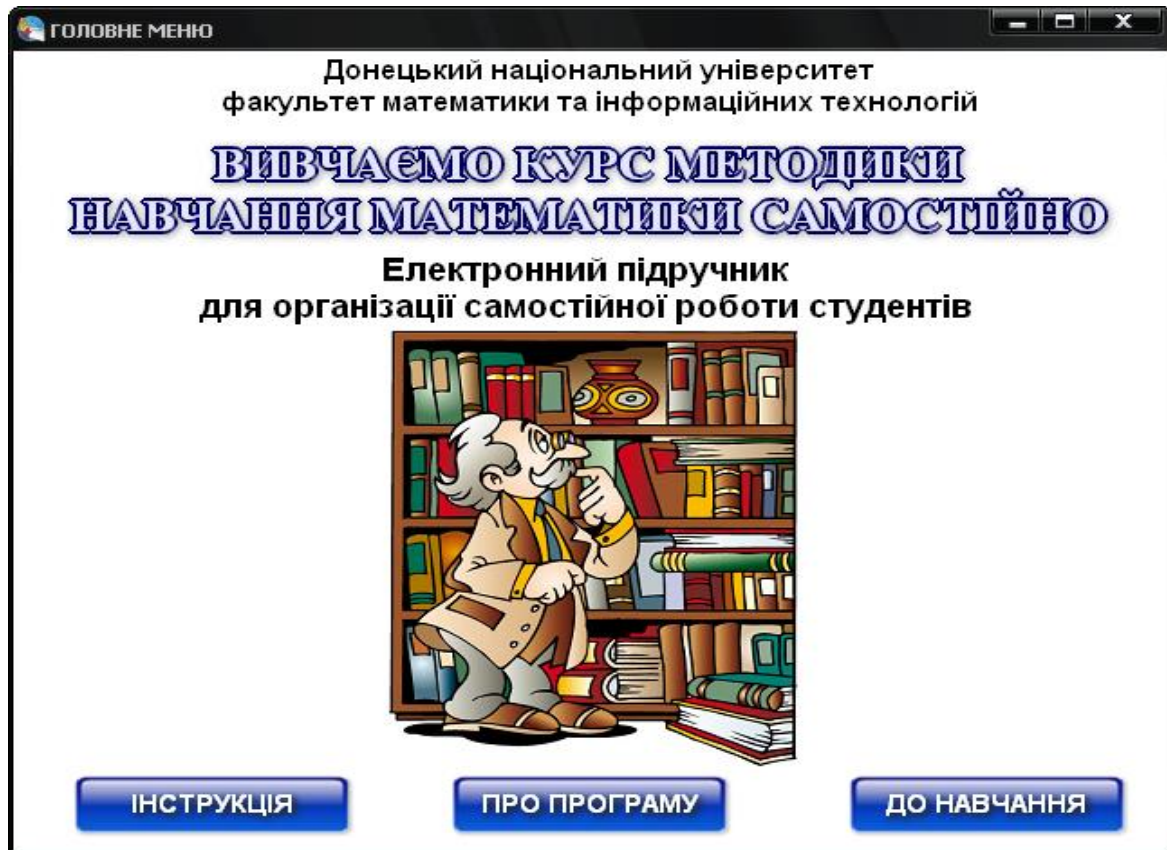 ГОЛОВНЕ МЕНЮ
Донецький національний університет
факультет математики та інформаційних технологій
ВИВЧАЄМО КУРС МЕТОДИКИ
НАВЧАННЯ МАТЕМАТИКИ САМОСТІЙНО
Електронний підручник
для організації самостійної роботи студентів
ІНСТРУКЦІЯ
ПРО ПРОГРАМУ
ДО НАВЧАННЯ